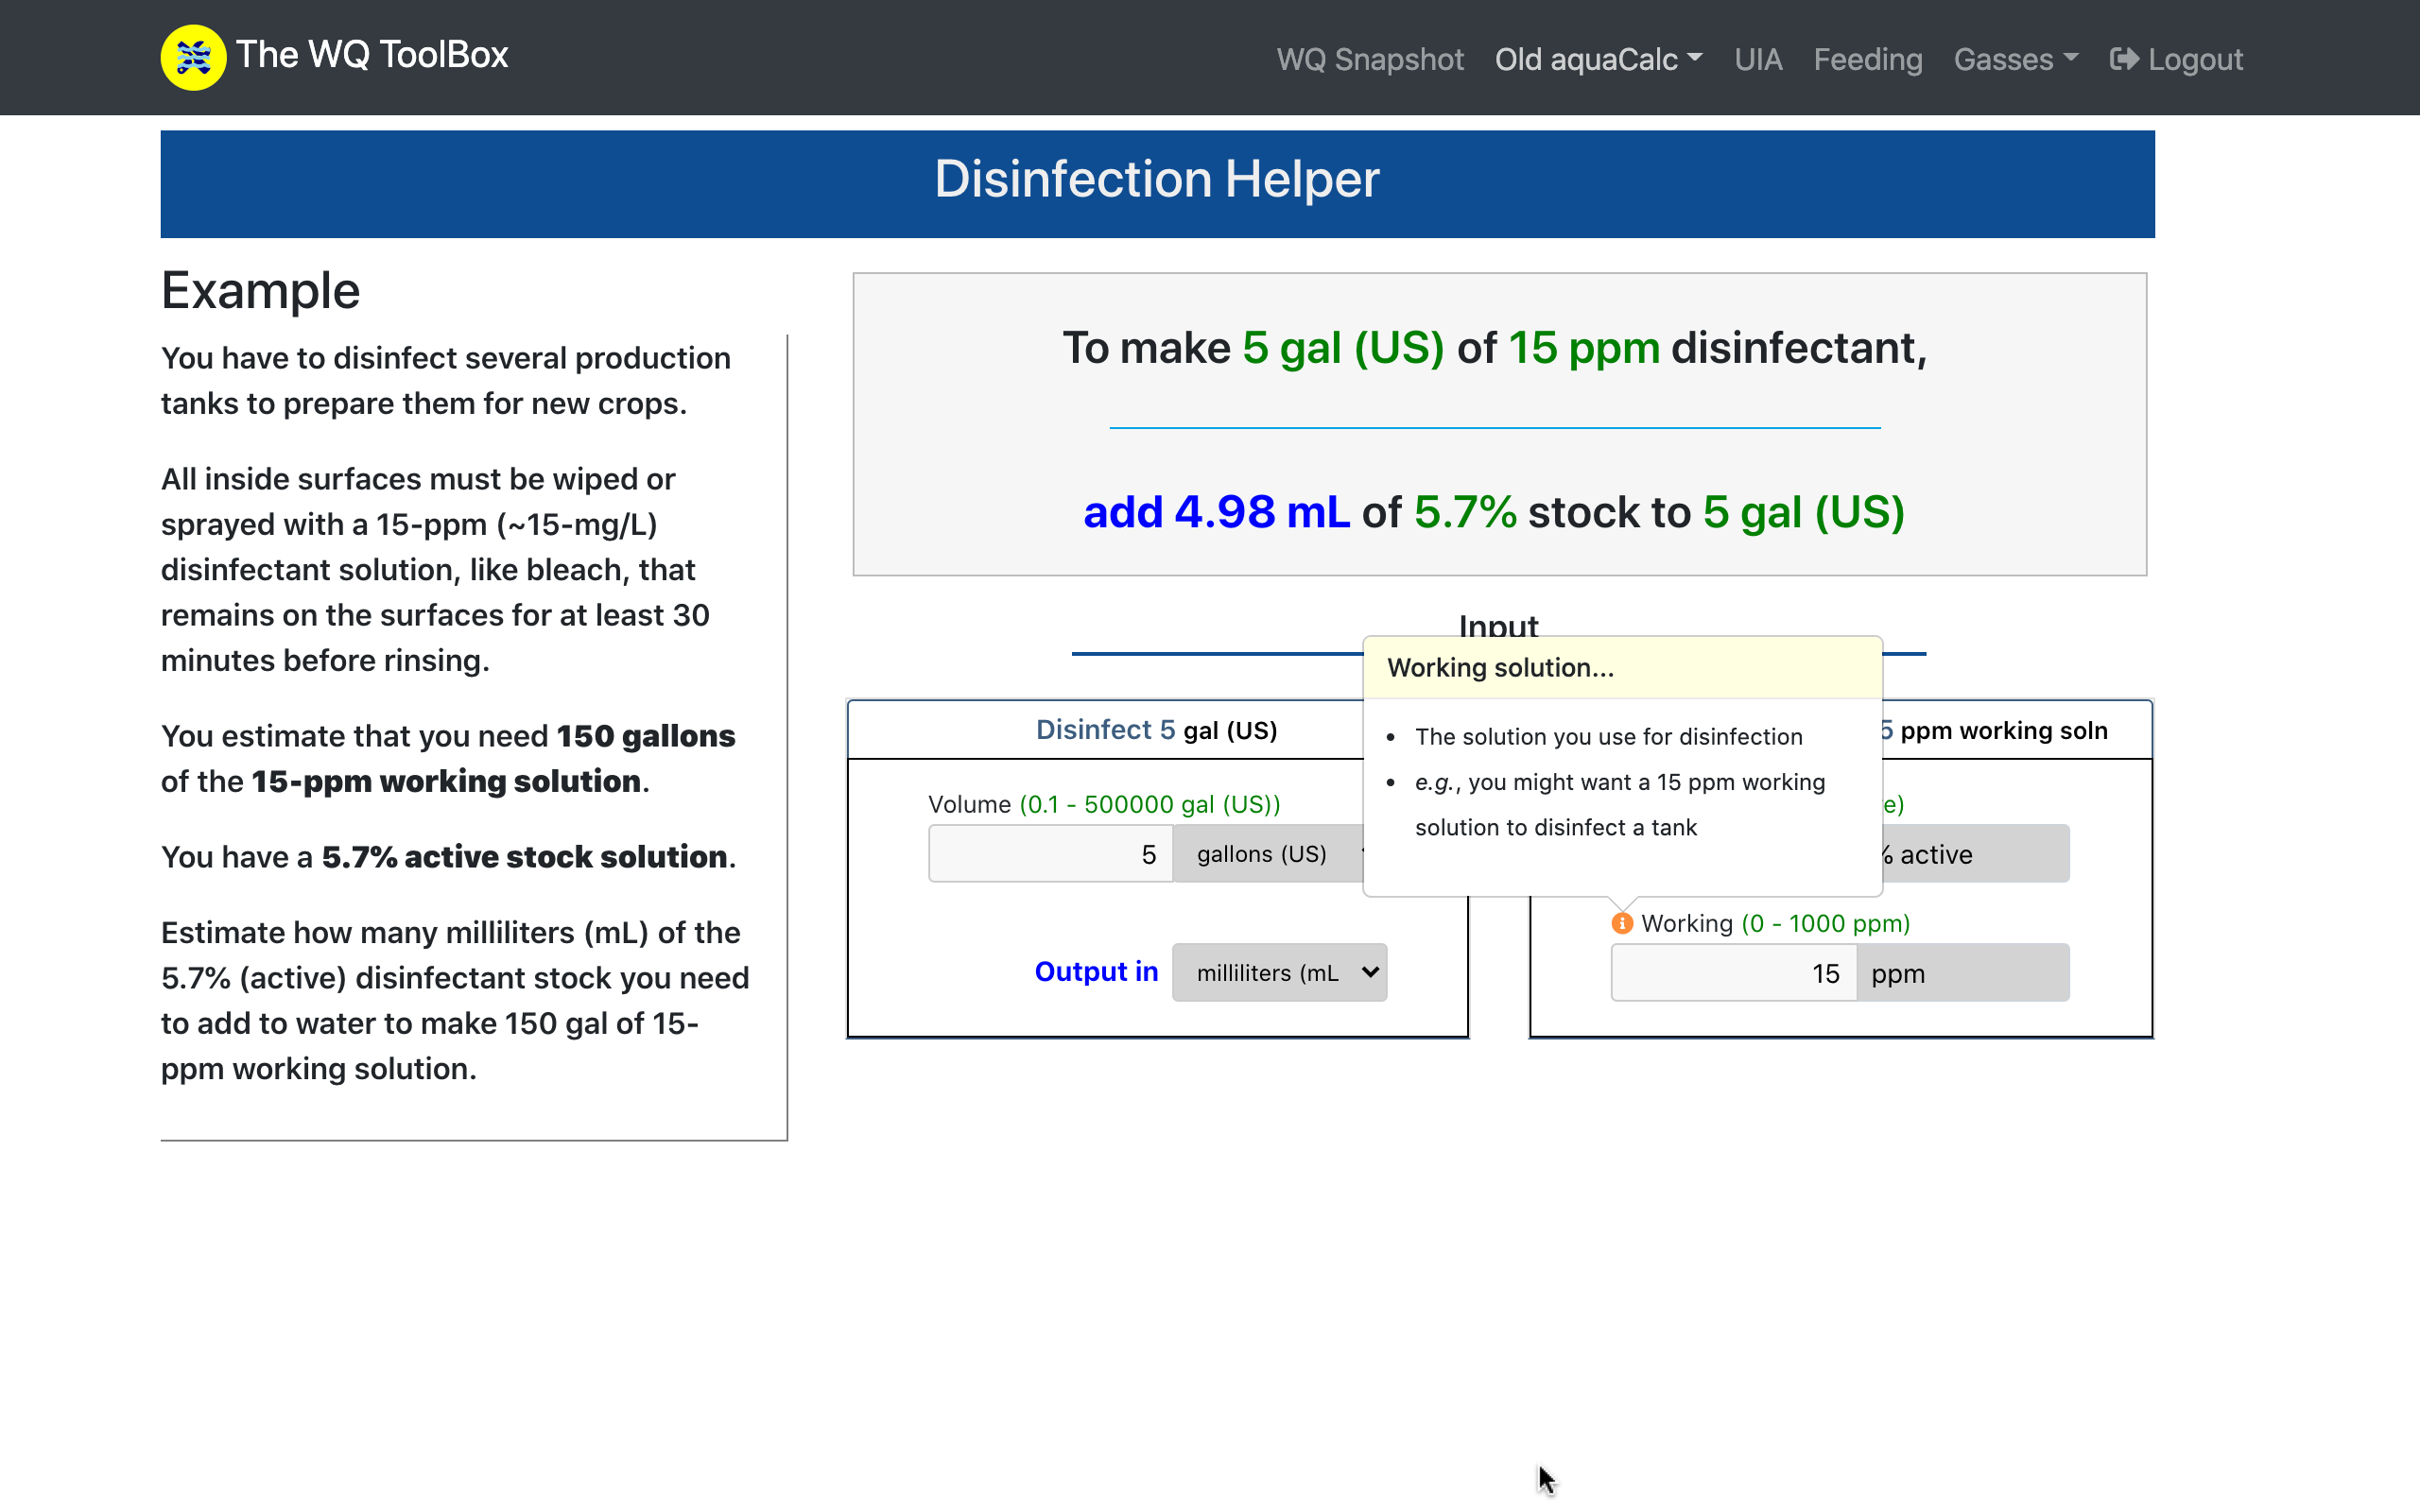 The WQ ToolBox
WQ Snapshot Old aquaCalc UIA Feeding Gasses Logout
Disinfection Helper
Example
You have to disinfect several production
tanks to prepare them for new crops.
All inside surfaces must be wiped or
sprayed with a 15-ppm (~15-mg/L)
disinfectant solution, like bleach, that
remains on the surfaces for at least 30
minutes before rinsing.
You estimate that you need 150 gallons
of the 15-ppm working solution.
You have a 5.7% active stock solution.
Estimate how many milliliters (mL) of the
5.7% (active) disinfectant stock you need
to add to water to make 150 gal of 15-
ppm working solution.
To make 5 gal (US) of 15 ppm disinfectant,
add 4.98 mL of 5.7% stock to 5 gal (US)
Input
Working solution...
• The solution you use for disinfection
• e.g., you might want a 15 ppm working
solution to disinfect a tank
Disinfect 5 gal (US)
Volume (0.1 - 500000 gal (US))
5 gallons (US)
Output in milliliters (mL
5 ppm working soln
e)
% active
Working (0 - 1000 ppm)
15 ppm